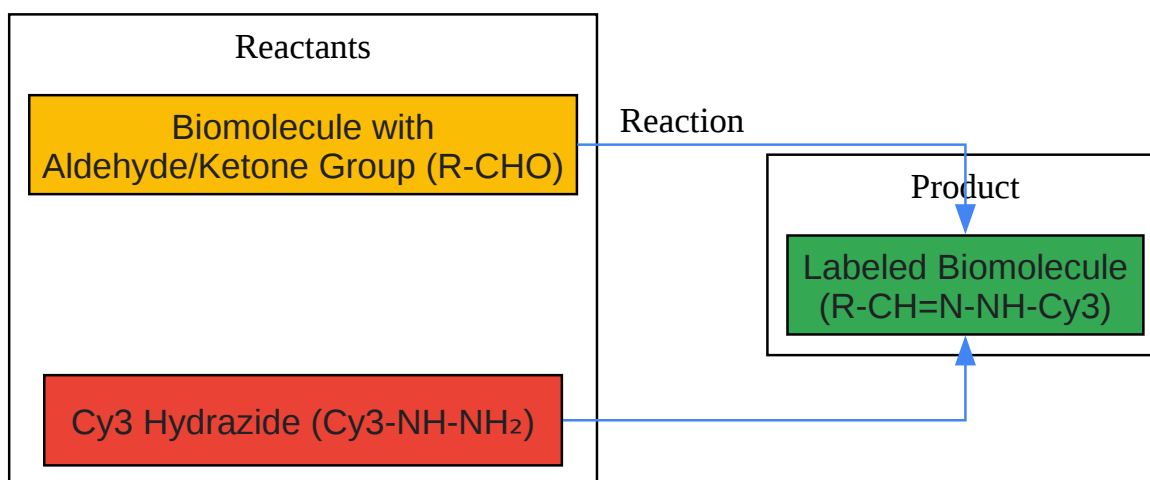 Reactants
Biomolecule with
Aldehyde/Ketone Group (R-CHO)
Reaction
Product
Labeled Biomolecule
(R-CH=N-NH-Cy3)
Cy3 Hydrazide (Cy3-NH-NH₂)